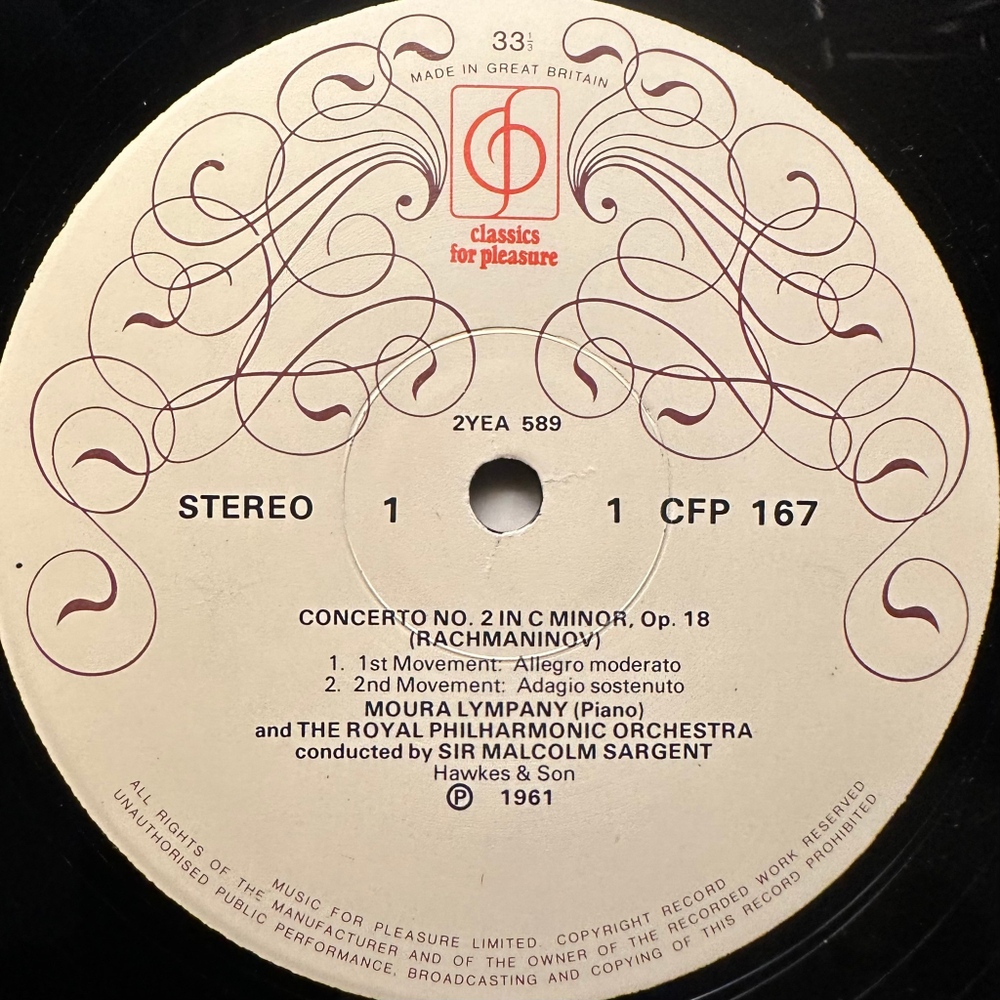 33⅓
MADE IN GREAT BRITAIN
classics
for pleasure
2YEA 589
STEREO 1 1 CFP 167
CONCERTO NO. 2 IN C MINOR, Op. 18
(RACHMANINOV)
1. 1st Movement: Allegro moderato
2. 2nd Movement: Adagio sostenuto
MOURA LYMPANY (Piano)
and THE ROYAL PHILHARMONIC ORCHESTRA
conducted by SIR MALCOLM SARGENT
Hawkes & Son
Ⓟ 1961
MUSIC FOR PLEASURE LIMITED. COPYRIGHT RECORD
ALL RIGHTS OF THE MANUFACTURER AND OF THE OWNER OF THE RECORDED WORK RESERVED
UNAUTHORISED PUBLIC PERFORMANCE, BROADCASTING AND COPYING OF THIS RECORD PROHIBITED